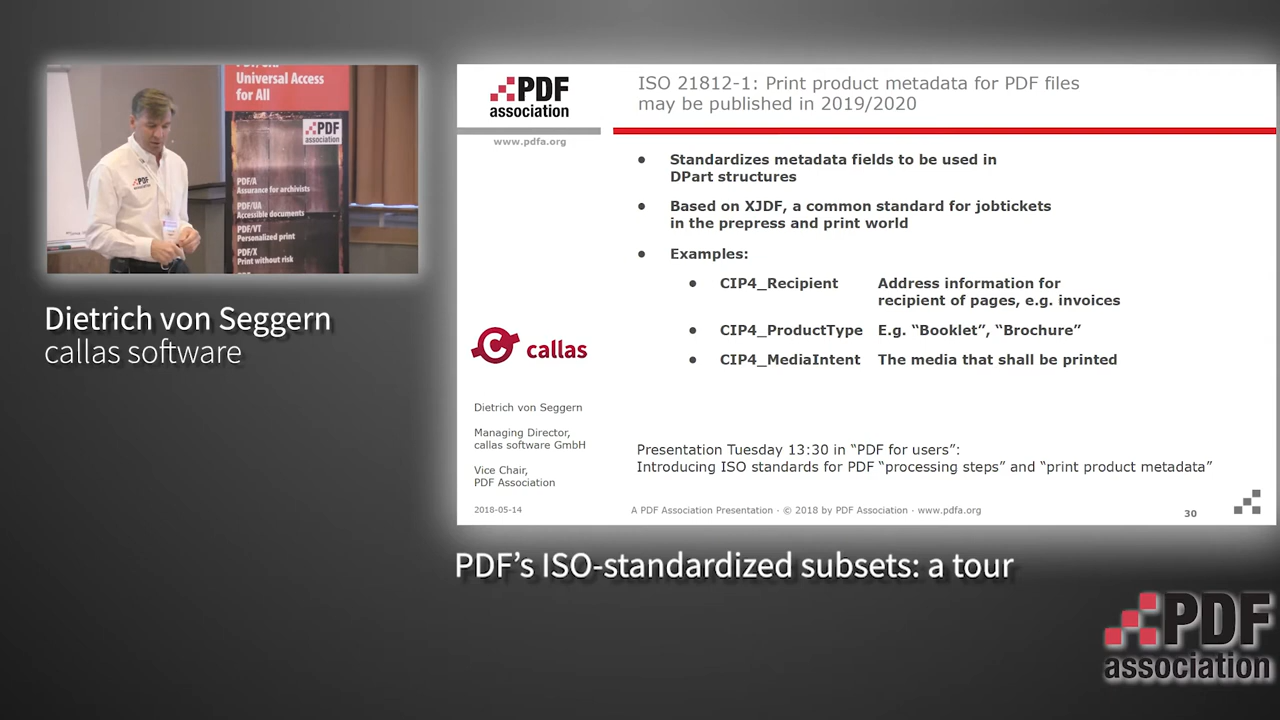 PDF/UA:
Universal Access
for All
PDF
association
PDF/A
Assurance for archivists
PDF/UA
Accessible documents
PDF/VT
Personalized print
PDF/X
Print without risk
PDF
Dietrich von Seggern
callas software
PDF
association
www.pdfa.org
callas
Dietrich von Seggern
Managing Director,
callas software GmbH
Vice Chair,
PDF Association
2018-05-14
ISO 21812-1: Print product metadata for PDF files
may be published in 2019/2020
• Standardizes metadata fields to be used in
DPart structures
• Based on XJDF, a common standard for jobtickets
in the prepress and print world
• Examples:
• CIP4_Recipient Address information for
recipient of pages, e.g. invoices
• CIP4_ProductType E.g. “Booklet”, “Brochure”
• CIP4_MediaIntent The media that shall be printed
Presentation Tuesday 13:30 in “PDF for users”:
Introducing ISO standards for PDF “processing steps” and “print product metadata”
A PDF Association Presentation · © 2018 by PDF Association · www.pdfa.org
30
PDF’s ISO-standardized subsets: a tour
PDF
association